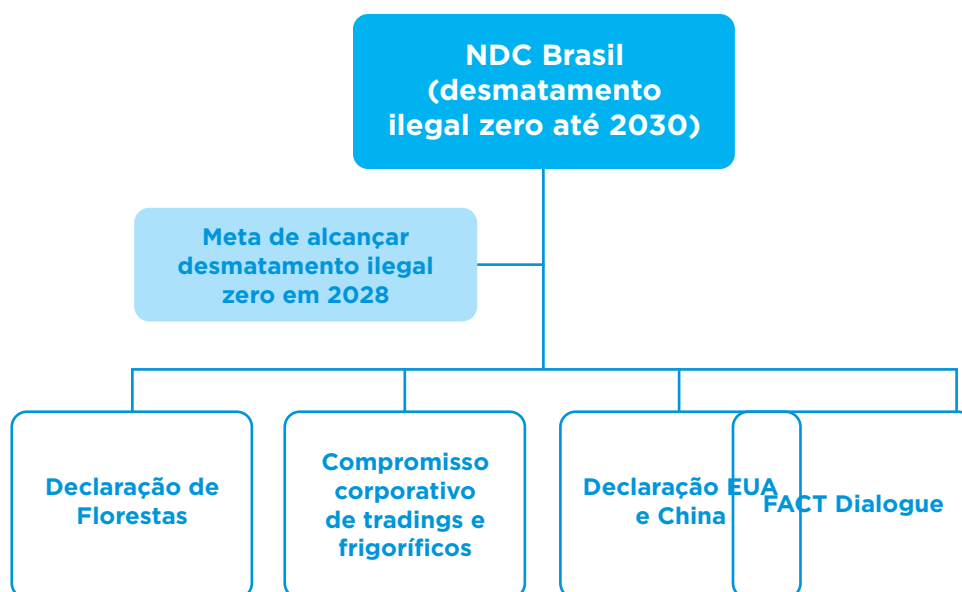 NDC Brasil
(desmatamento
ilegal zero até 2030)
Meta de alcançar
desmatamento ilegal
zero em 2028
Declaração de
Florestas
Compromisso
corporativo
de tradings e
frigoríficos
Declaração EUA
e China
FACT Dialogue